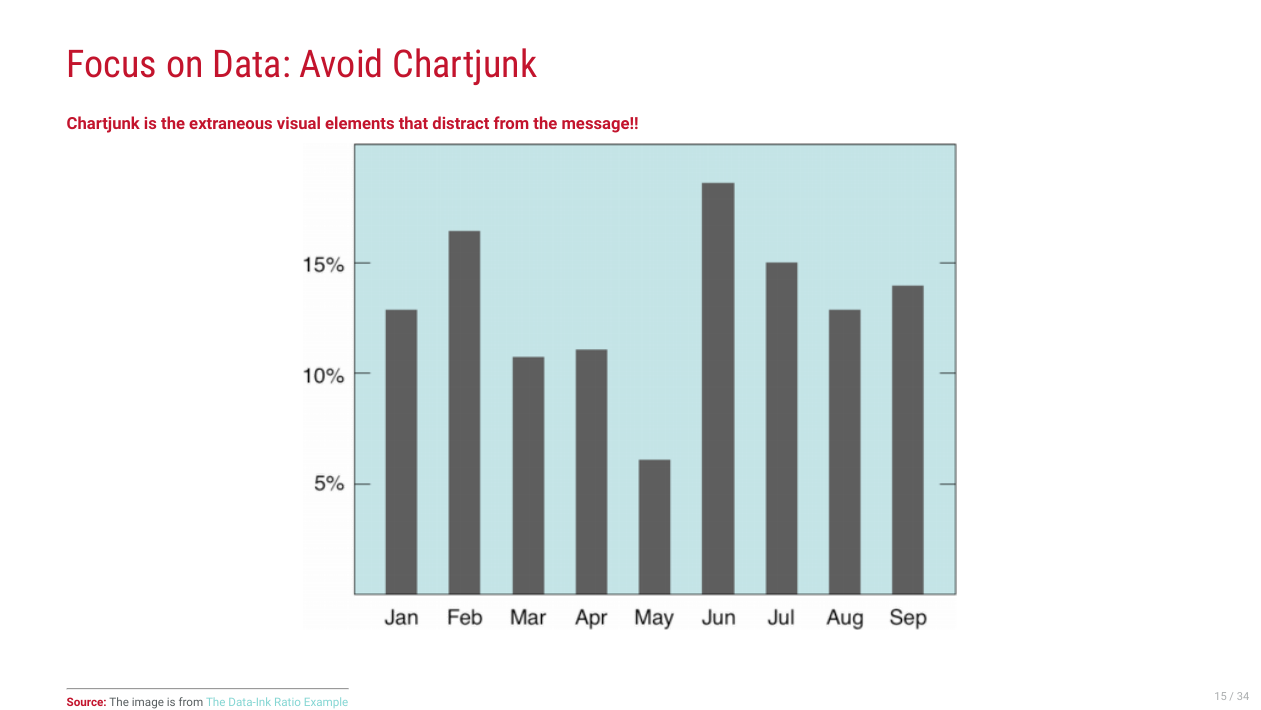 Focus on Data: Avoid Chartjunk
Chartjunk is the extraneous visual elements that distract from the message!!
15%
10%
5%
Jan Feb Mar Apr May Jun Jul Aug Sep
Source: The image is from The Data-Ink Ratio Example
15 / 34